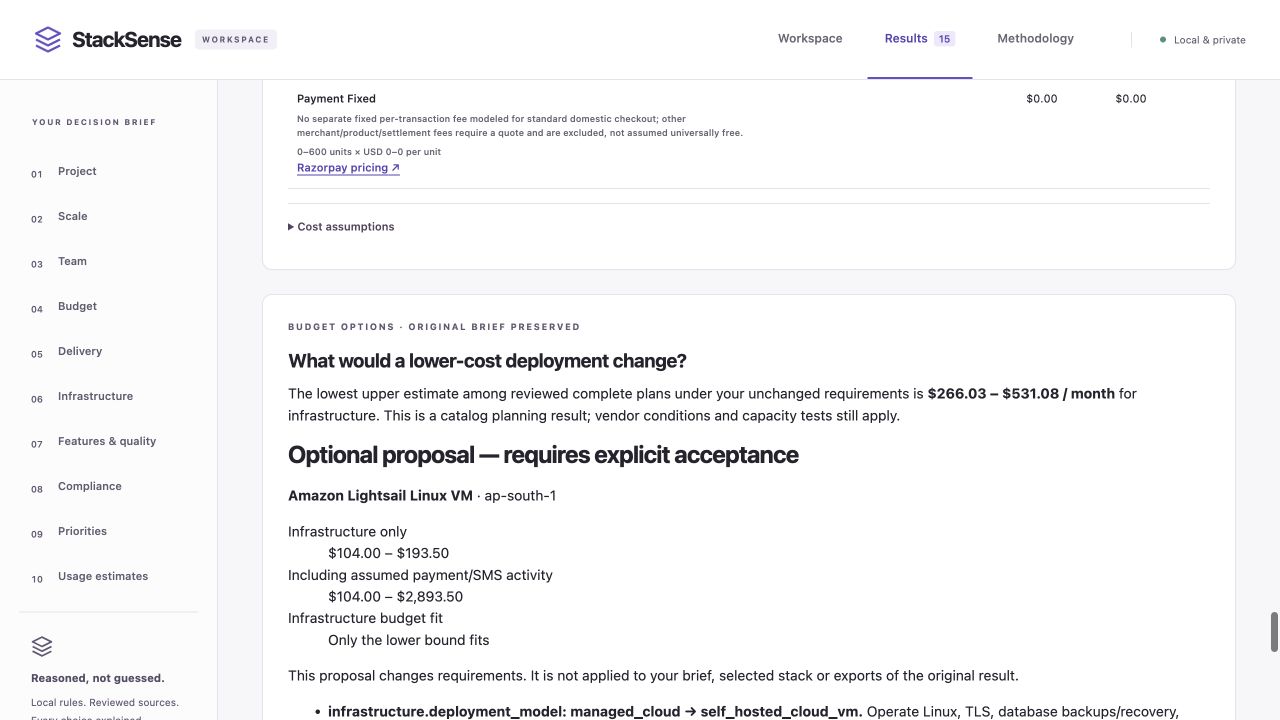 StackSense
WORKSPACE
Workspace
Results 15
Methodology
Local & private
YOUR DECISION BRIEF
01 Project
02 Scale
03 Team
04 Budget
05 Delivery
06 Infrastructure
07 Features & quality
08 Compliance
09 Priorities
10 Usage estimates
Reasoned, not guessed.
Local rules. Reviewed sources.
Every choice explained.
Payment Fixed $0.00 $0.00
No separate fixed per-transaction fee modeled for standard domestic checkout; other
merchant/product/settlement fees require a quote and are excluded, not assumed universally free.
0–600 units × USD 0–0 per unit
Razorpay pricing ↗
▶ Cost assumptions
BUDGET OPTIONS · ORIGINAL BRIEF PRESERVED
What would a lower-cost deployment change?
The lowest upper estimate among reviewed complete plans under your unchanged requirements is $266.03 – $531.08 / month for
infrastructure. This is a catalog planning result; vendor conditions and capacity tests still apply.
Optional proposal — requires explicit acceptance
Amazon Lightsail Linux VM · ap-south-1
Infrastructure only
$104.00 – $193.50
Including assumed payment/SMS activity
$104.00 – $2,893.50
Infrastructure budget fit
Only the lower bound fits
This proposal changes requirements. It is not applied to your brief, selected stack or exports of the original result.
• infrastructure.deployment_model: managed_cloud → self_hosted_cloud_vm. Operate Linux, TLS, database backups/recovery,